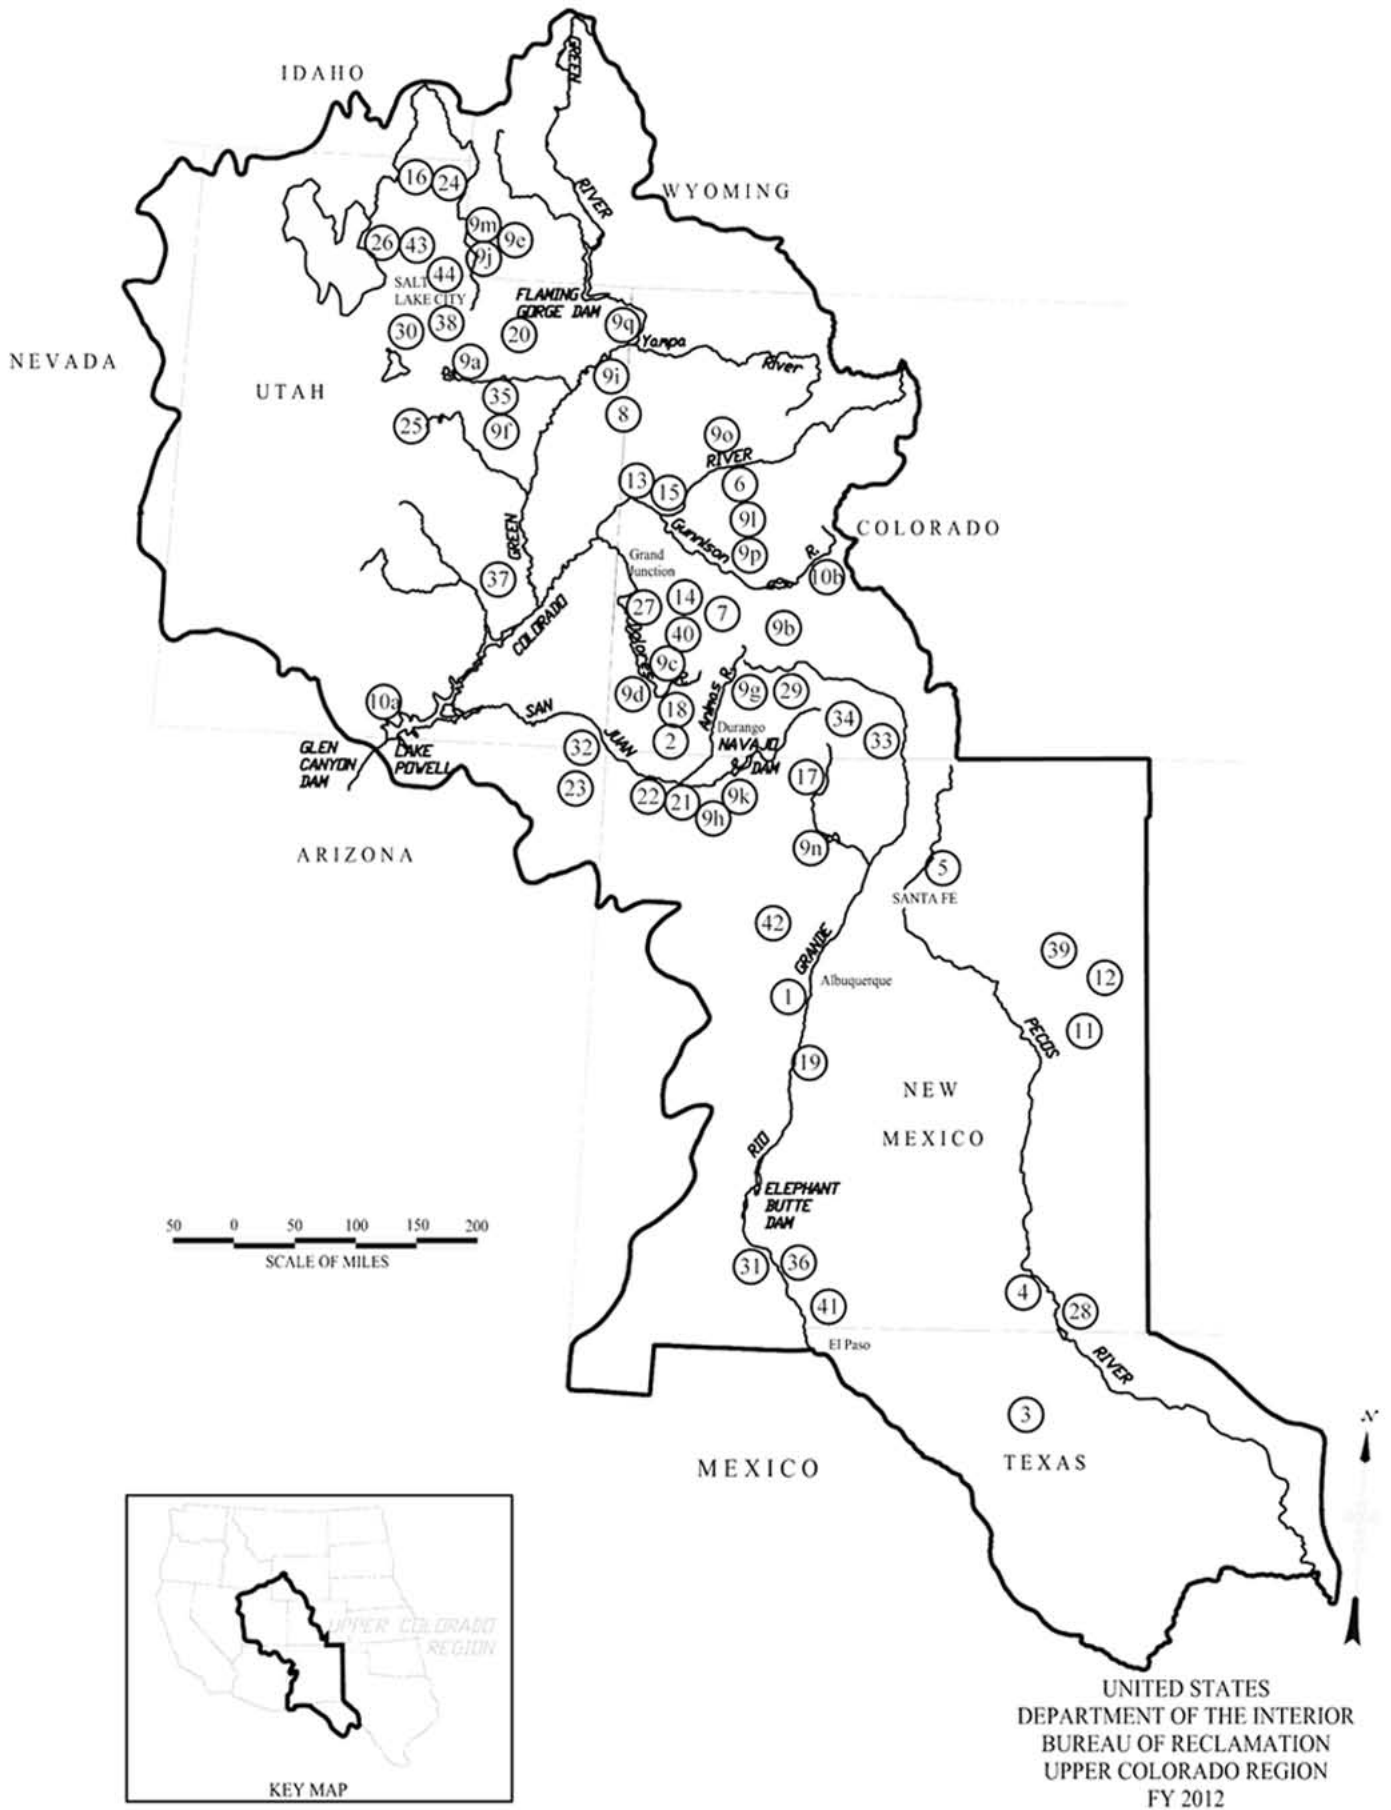 IDAHO
GREEN
RIVER
WYOMING
16
24
9m
9e
26
43
9j
44
SALT
LAKE CITY
FLAMING
GORGE DAM
30
38
20
9q
Yampa
River
NEVADA
UTAH
9a
9i
35
8
25
9f
9o
RIVER
13
15
6
9l
Gunnison
R.
9p
10b
COLORADO
GREEN
Grand
Junction
37
COLORADO
27
14
7
40
9b
Dolores
R.
9c
9d
Animas R.
9g
29
10a
SAN
JUAN
18
34
33
Durango
2
NAVAJO
DAM
GLEN
CANYON
DAM
LAKE
POWELL
32
23
17
22
21
9k
9h
ARIZONA
9n
5
SANTA FE
42
GRANDE
39
12
Albuquerque
1
11
PECOS
19
NEW
MEXICO
RIO
ELEPHANT
BUTTE
DAM
50 0 50 100 150 200
SCALE OF MILES
31
36
41
4
28
El Paso
RIVER
3
TEXAS
MEXICO
N
UPPER COLORADO
REGION
KEY MAP
UNITED STATES
DEPARTMENT OF THE INTERIOR
BUREAU OF RECLAMATION
UPPER COLORADO REGION
FY 2012